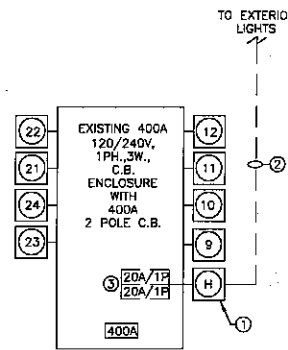 TO EXTERIO
LIGHTS
22
12
EXISTING 400A
120/240V,
1PH.,3W.,
C.B.
ENCLOSURE
WITH
400A
2 POLE C.B.
21
11
2
24
10
23
9
3
20A/1P
20A/1P
H
400A
1